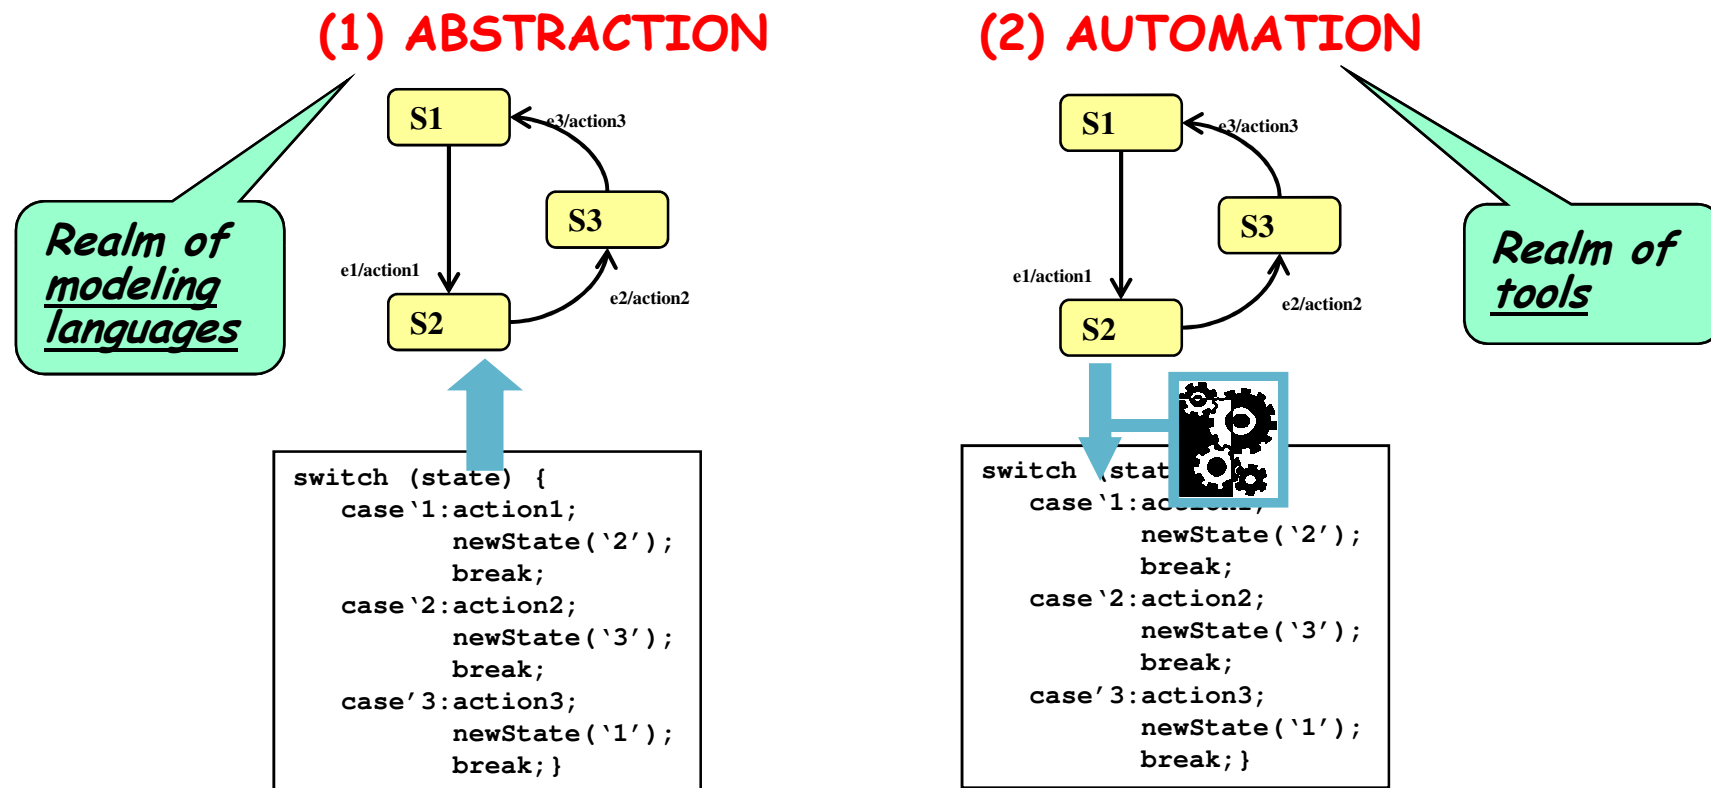 (1) ABSTRACTION
S1
e3/action3
S3
Realm of
modeling
languages
e1/action1
e2/action2
S2
switch (state) {
case‘1:action1;
newState(‘2’);
break;
case‘2:action2;
newState(‘3’);
break;
case’3:action3;
newState(‘1’);
break;}
(2) AUTOMATION
S1
e3/action3
S3
Realm of
tools
e1/action1
e2/action2
S2
switch
case‘1:
newState(‘2’);
break;
case‘2:action2;
newState(‘3’);
break;
case’3:action3;
newState(‘1’);
break;}